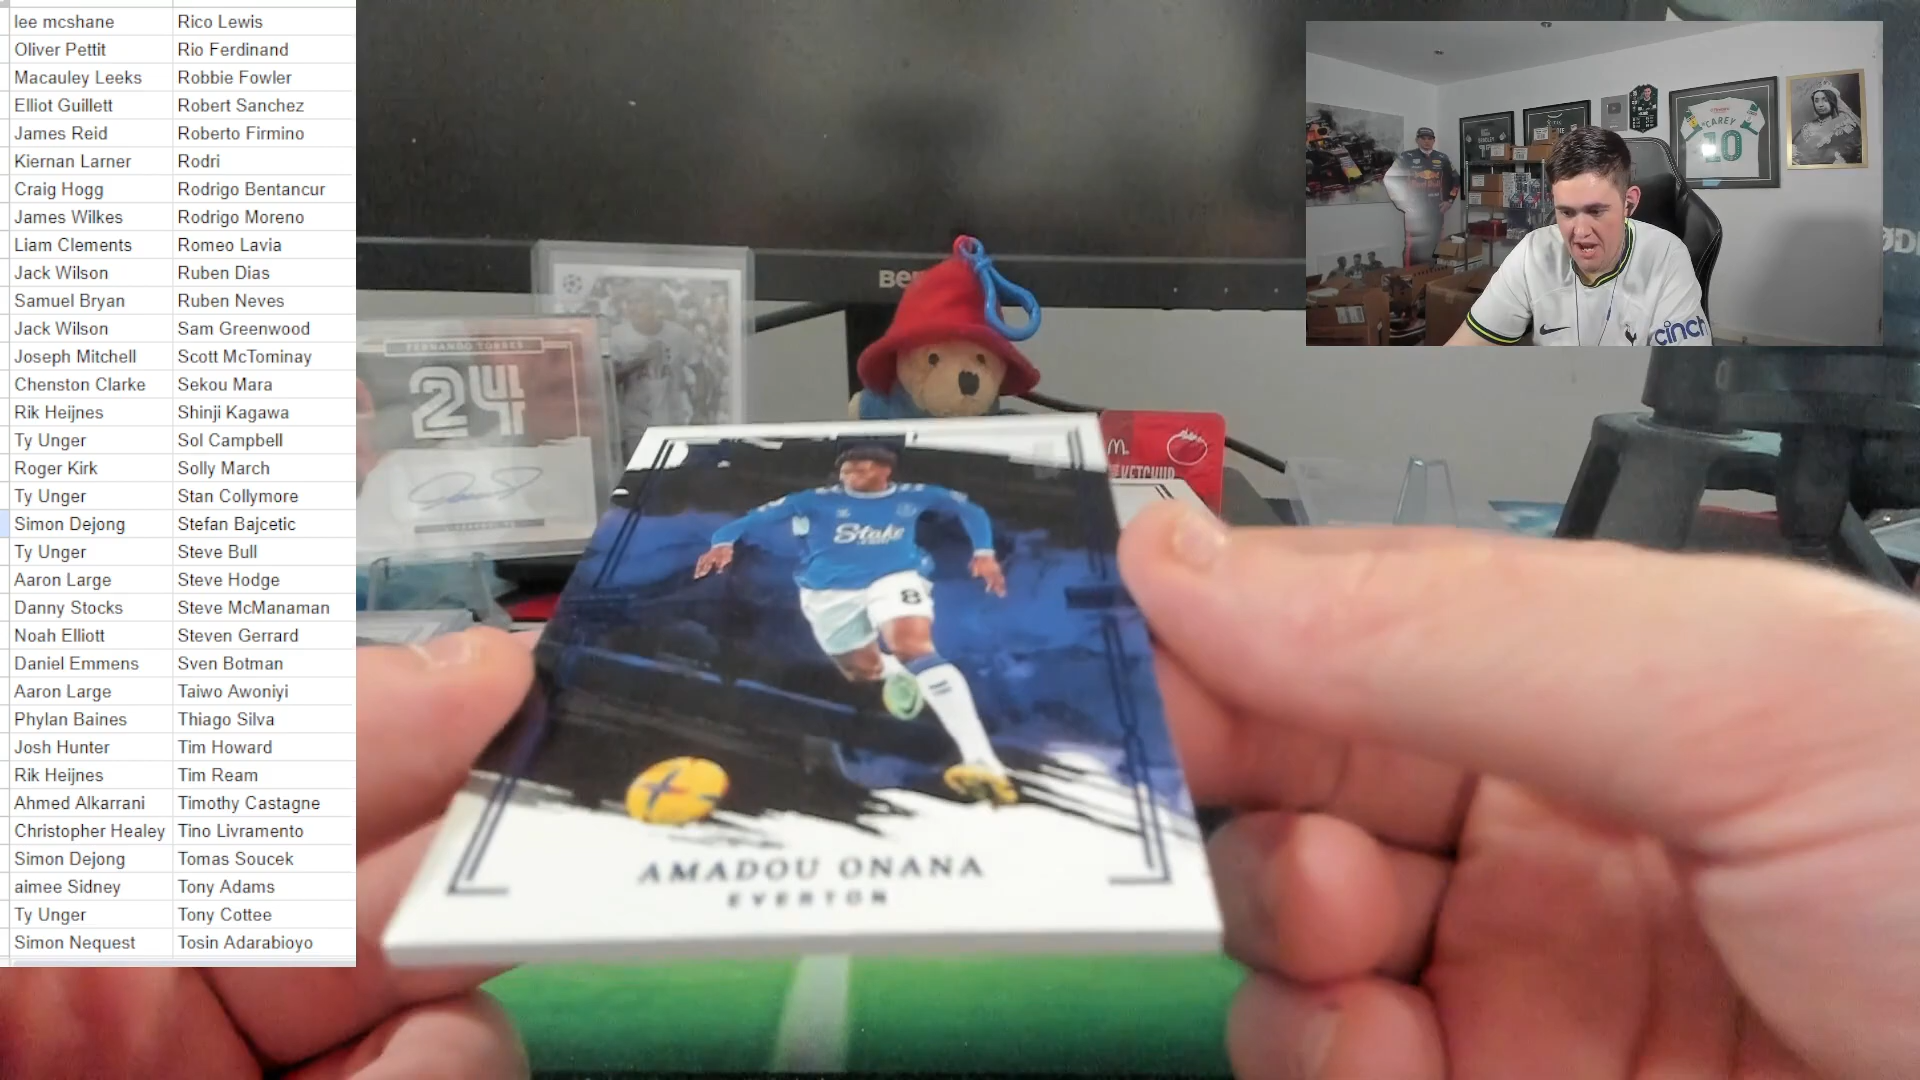 lee mcshane Rico Lewis
Oliver Pettit Rio Ferdinand
Macauley Leeks Robbie Fowler
Elliot Guillett Robert Sanchez
James Reid Roberto Firmino
Kiernan Larner Rodri
Craig Hogg Rodrigo Bentancur
James Wilkes Rodrigo Moreno
Liam Clements Romeo Lavia
Jack Wilson Ruben Dias
Samuel Bryan Ruben Neves
Jack Wilson Sam Greenwood
Joseph Mitchell Scott McTominay
Chenston Clarke Sekou Mara
Rik Heijnes Shinji Kagawa
Ty Unger Sol Campbell
Roger Kirk Solly March
Ty Unger Stan Collymore
Simon Dejong Stefan Bajcetic
Ty Unger Steve Bull
Aaron Large Steve Hodge
Danny Stocks Steve McManaman
Noah Elliott Steven Gerrard
Daniel Emmens Sven Botman
Aaron Large Taiwo Awoniyi
Phylan Baines Thiago Silva
Josh Hunter Tim Howard
Rik Heijnes Tim Ream
Ahmed Alkarrani Timothy Castagne
Christopher Healey Tino Livramento
Simon Dejong Tomas Soucek
aimee Sidney Tony Adams
Ty Unger Tony Cottee
Simon Nequest Tosin Adarabioyo
FERNANDO TORRES
24
KETCHUP
Stake
8
AMADOU ONANA
EVERTON
CAREY
10
cinch